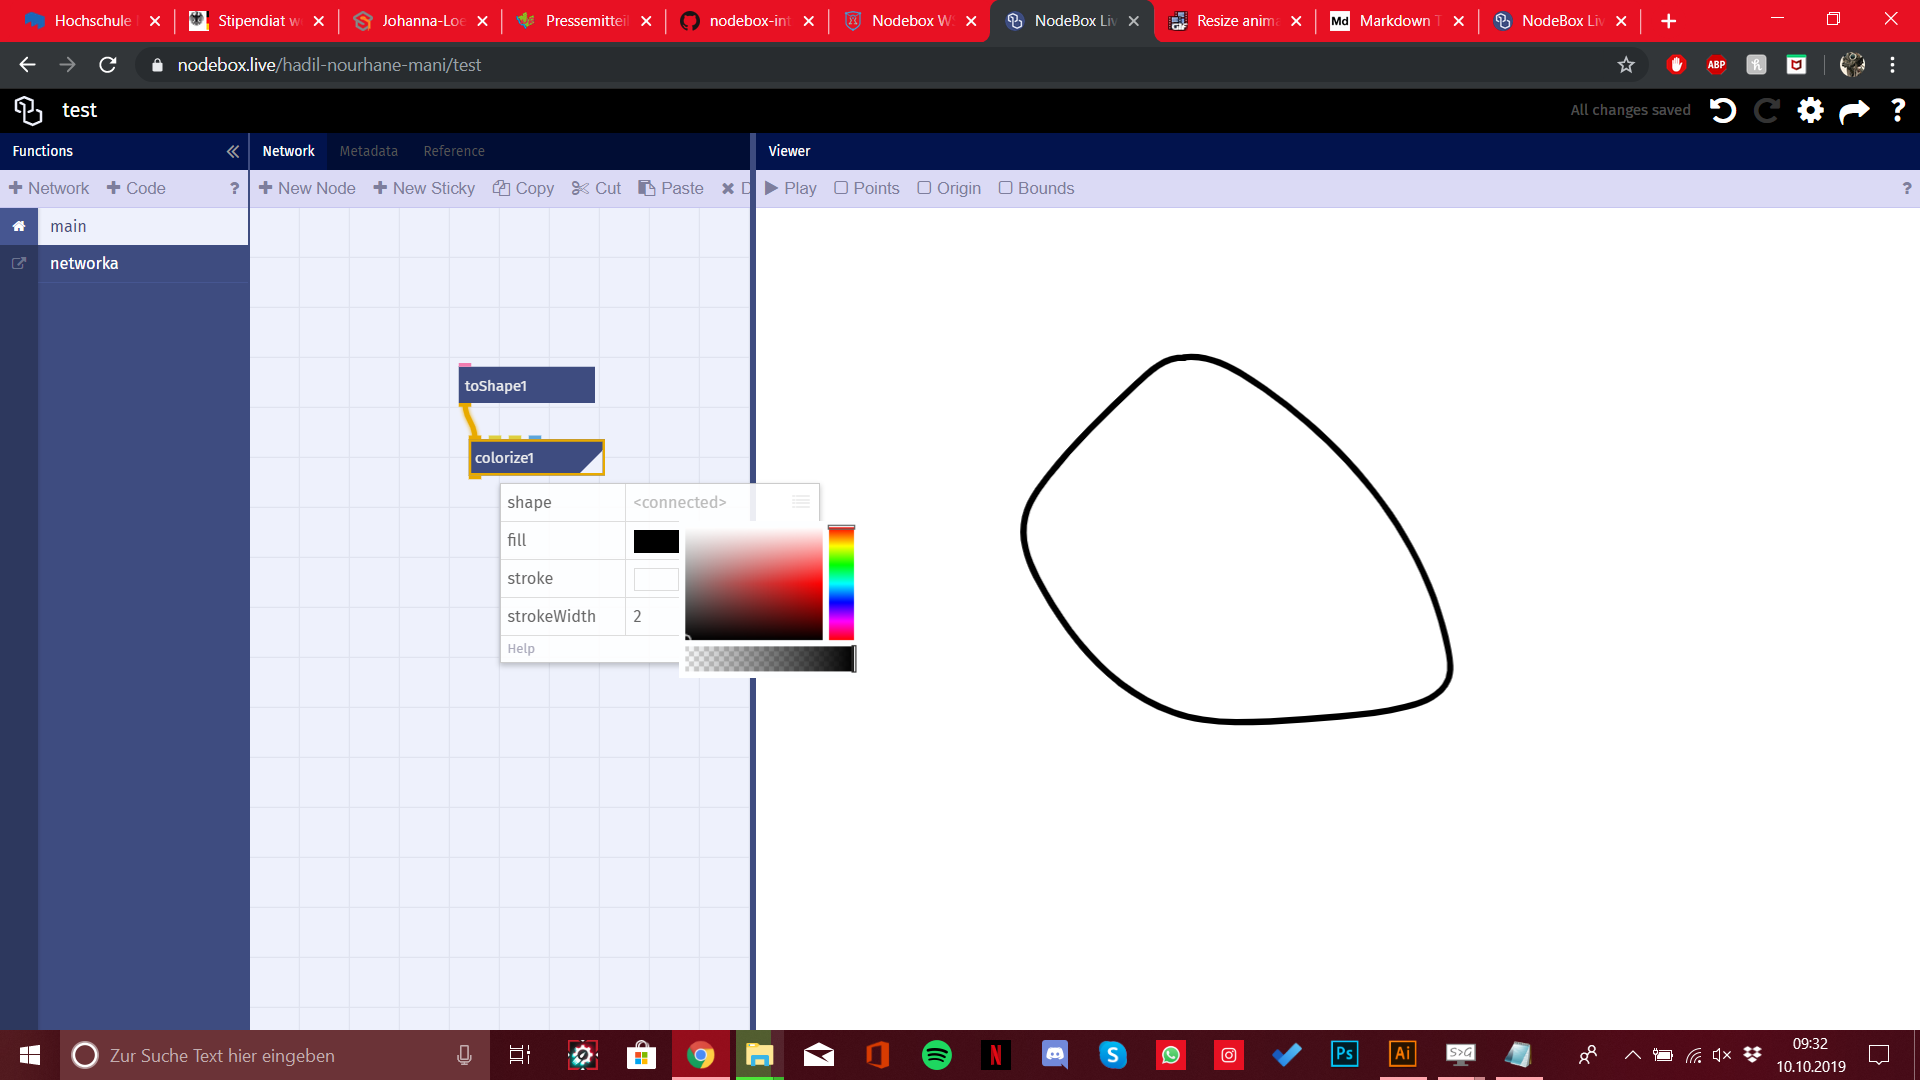 Hochschule
Stipendiat w
Johanna-Loe
Pressemitteil
nodebox-int
Nodebox W
NodeBox Liv
Resize anima
Markdown T
NodeBox Liv
nodebox.live/hadil-nourhane-mani/test
ABP
test
All changes saved
?
Functions
Network
Metadata
Reference
Viewer
Network
Code
?
New Node
New Sticky
Copy
Cut
Paste
D
Play
Points
Origin
Bounds
?
main
networka
toShape1
colorize1
shape
<connected>
fill
stroke
strokeWidth
2
Help
Zur Suche Text hier eingeben
Ps
Ai
S>G
09:32
10.10.2019